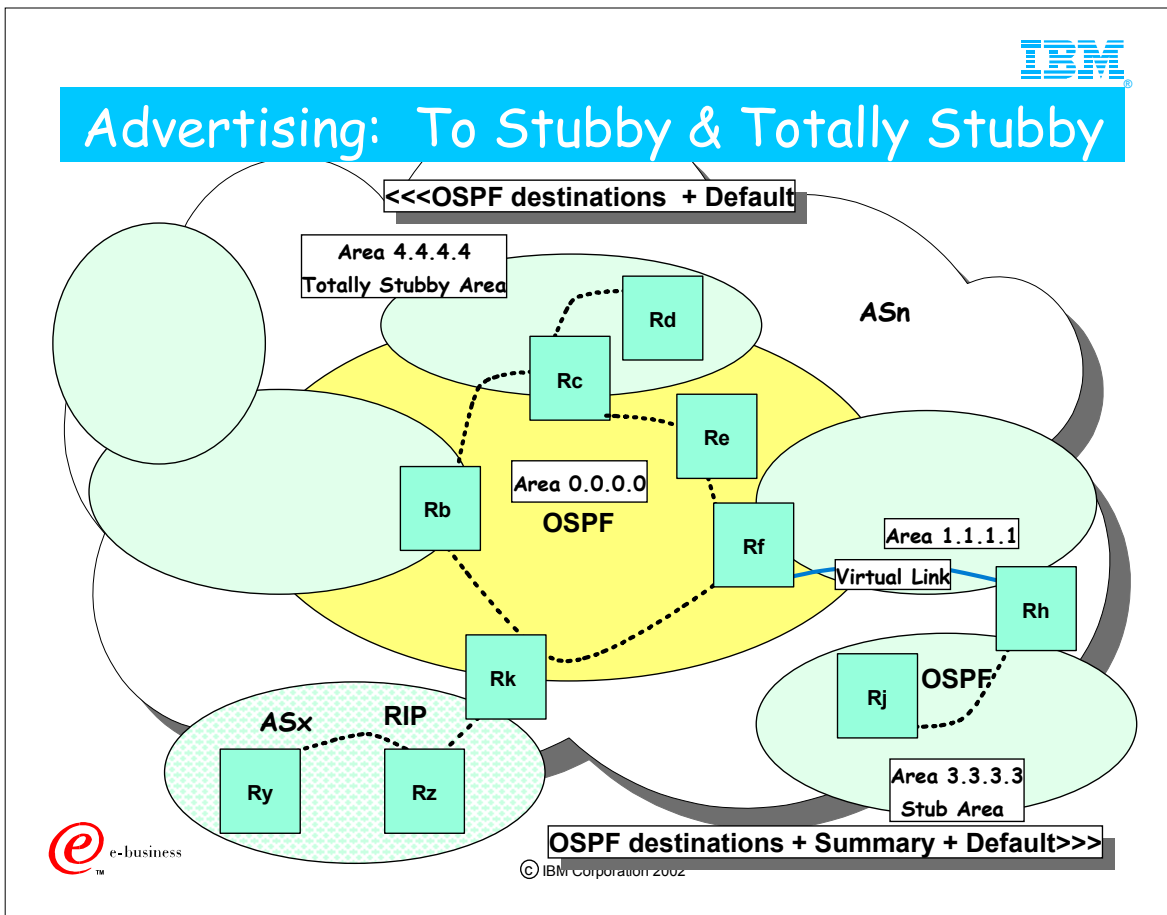 IBM®
Advertising: To Stubby & Totally Stubby
<<<OSPF destinations + Default
Area 4.4.4.4
Totally Stubby Area
Rd
ASn
Rc
Re
Area 0.0.0.0
OSPF
Rb
Rf
Area 1.1.1.1
Virtual Link
Rh
Rk
Rj
OSPF
ASx
RIP
Ry
Rz
Area 3.3.3.3
Stub Area
e e-business
TM
OSPF destinations + Summary + Default>>>
© IBM Corporation 2002